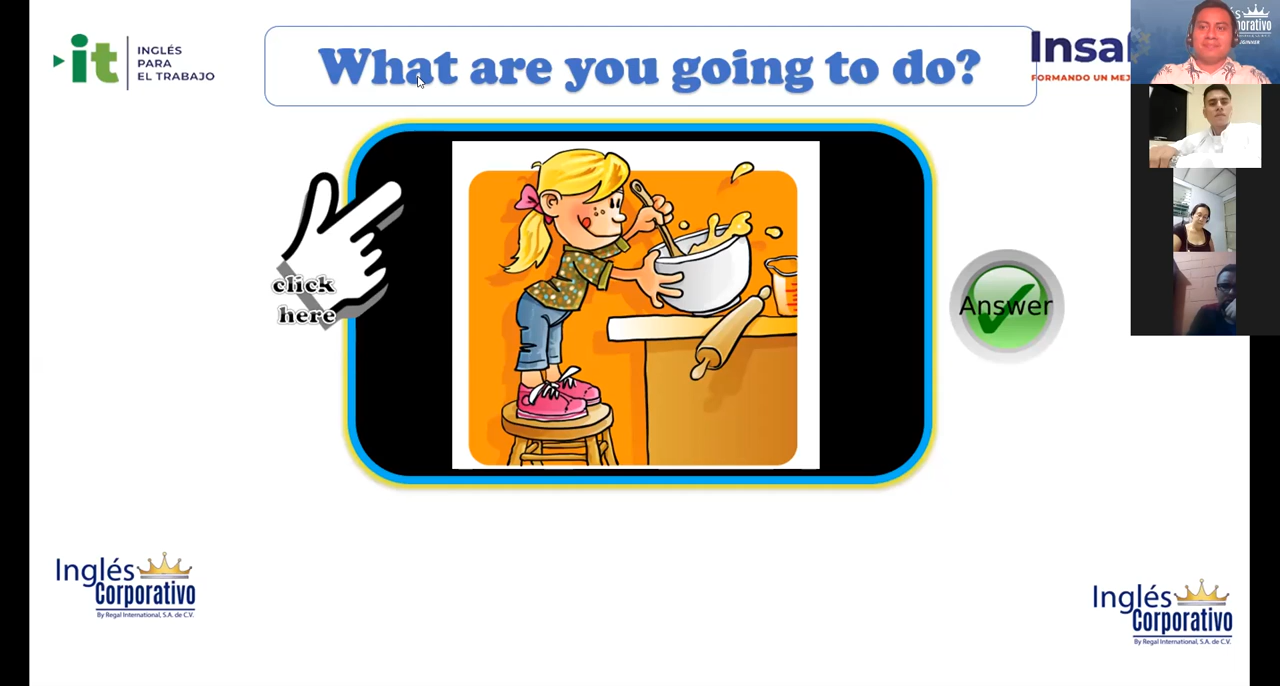 it
INGLÉS
PARA
EL TRABAJO
What are you going to do?
Insa
FORMANDO UN MEJ
click
here
Answer
Inglés
Corporativo
By Regal International, S.A. de C.V.
Inglés
Corporativo
By Regal International, S.A. de C.V.